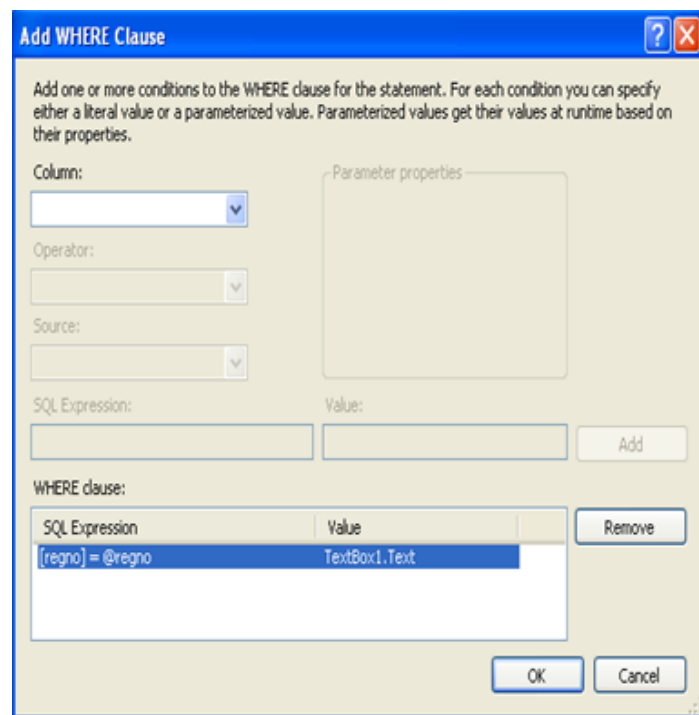 Add WHERE Clause
Add one or more conditions to the WHERE clause for the statement. For each condition you can specify
either a literal value or a parameterized value. Parameterized values get their values at runtime based on
their properties.
Column:
Parameter properties
Operator:
Source:
SQL Expression:
Value:
Add
WHERE clause:
SQL Expression Value
Remove
[regno] = @regno TextBox1.Text
OK
Cancel